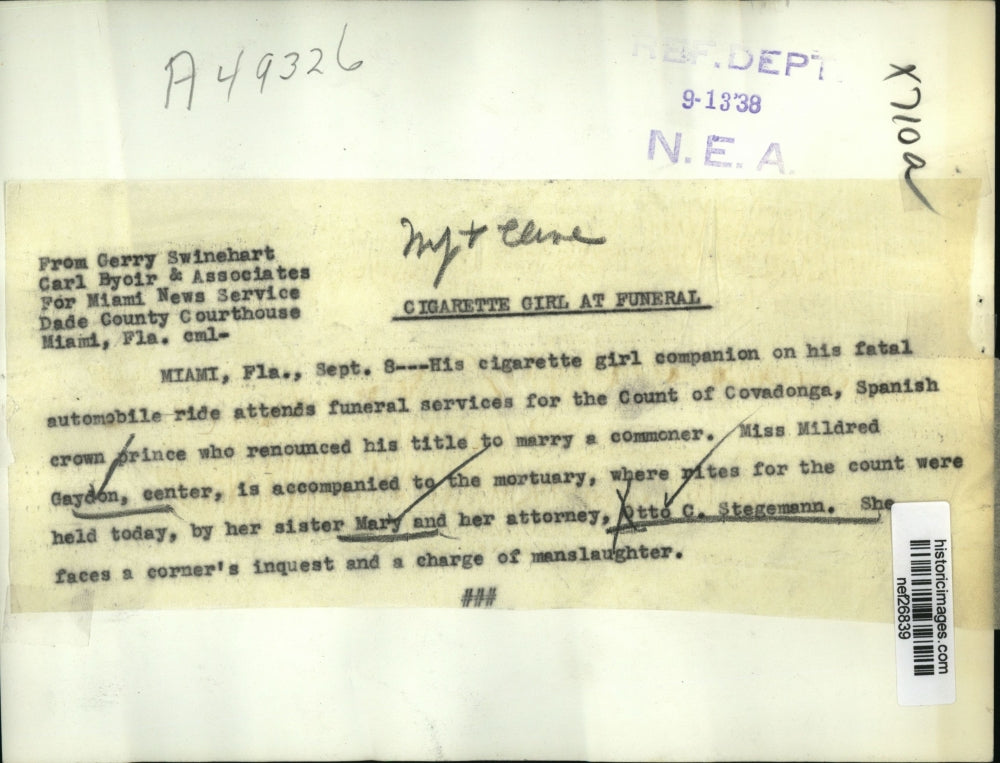 A49326
REF. DEPT.
9-13'38
N. E. A.
X710a
From Gerry Swinehart
Carl Byoir & Associates
For Miami News Service
Dade County Courthouse
Miami, Fla. cml-
CIGARETTE GIRL AT FUNERAL
MIAMI, Fla., Sept. 8---His cigarette girl companion on his fatal
automobile ride attends funeral services for the Count of Covadonga, Spanish
crown prince who renounced his title to marry a commoner. Miss Mildred
Gaydon, center, is accompanied to the mortuary, where rites for the count were
held today, by her sister Mary and her attorney, Otto C. Stegemann. She
faces a corner's inquest and a charge of manslaughter.
###
historicimages.com
nef26839